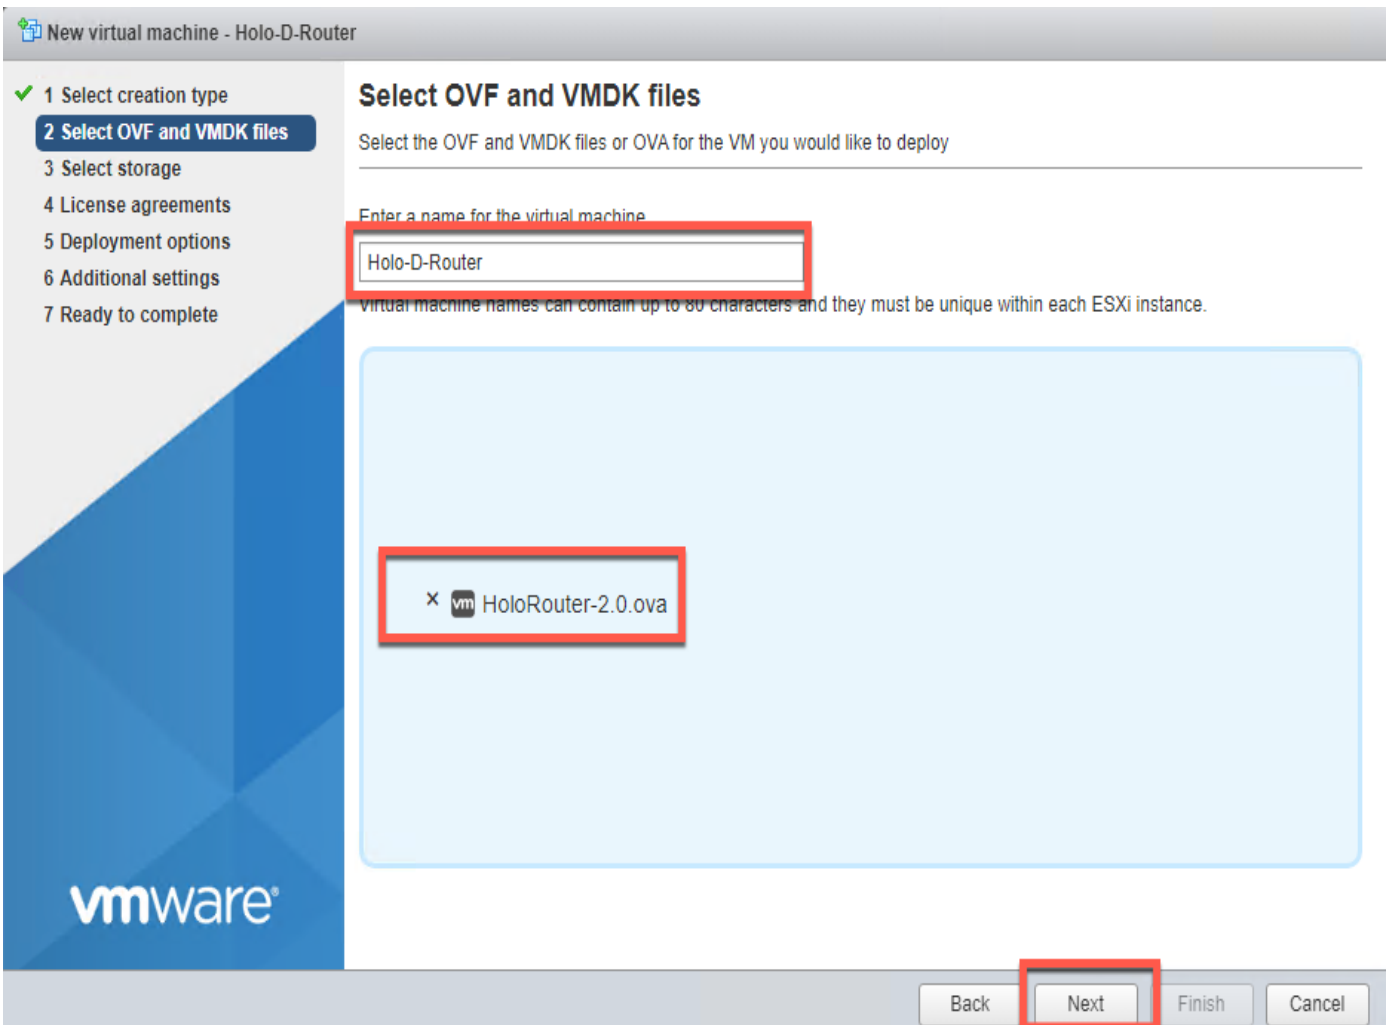 New virtual machine - Holo-D-Router
1 Select creation type
2 Select OVF and VMDK files
3 Select storage
4 License agreements
5 Deployment options
6 Additional settings
7 Ready to complete
vmware®
Select OVF and VMDK files
Select the OVF and VMDK files or OVA for the VM you would like to deploy
Enter a name for the virtual machine
Holo-D-Router
Virtual machine names can contain up to 80 characters and they must be unique within each ESXi instance.
× vm HoloRouter-2.0.ova
Back Next Finish Cancel